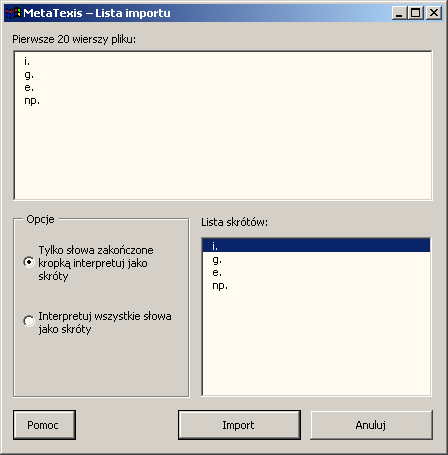 MetaTexis – Lista importu
Pierwsze 20 wierszy pliku:
i.
g.
e.
np.
Opcje
Tylko słowa zakończone
kropką interpretuj jako
skróty
Interpretuj wszystkie słowa
jako skróty
Lista skrótów:
i.
g.
e.
np.
Pomoc
Import
Anuluj